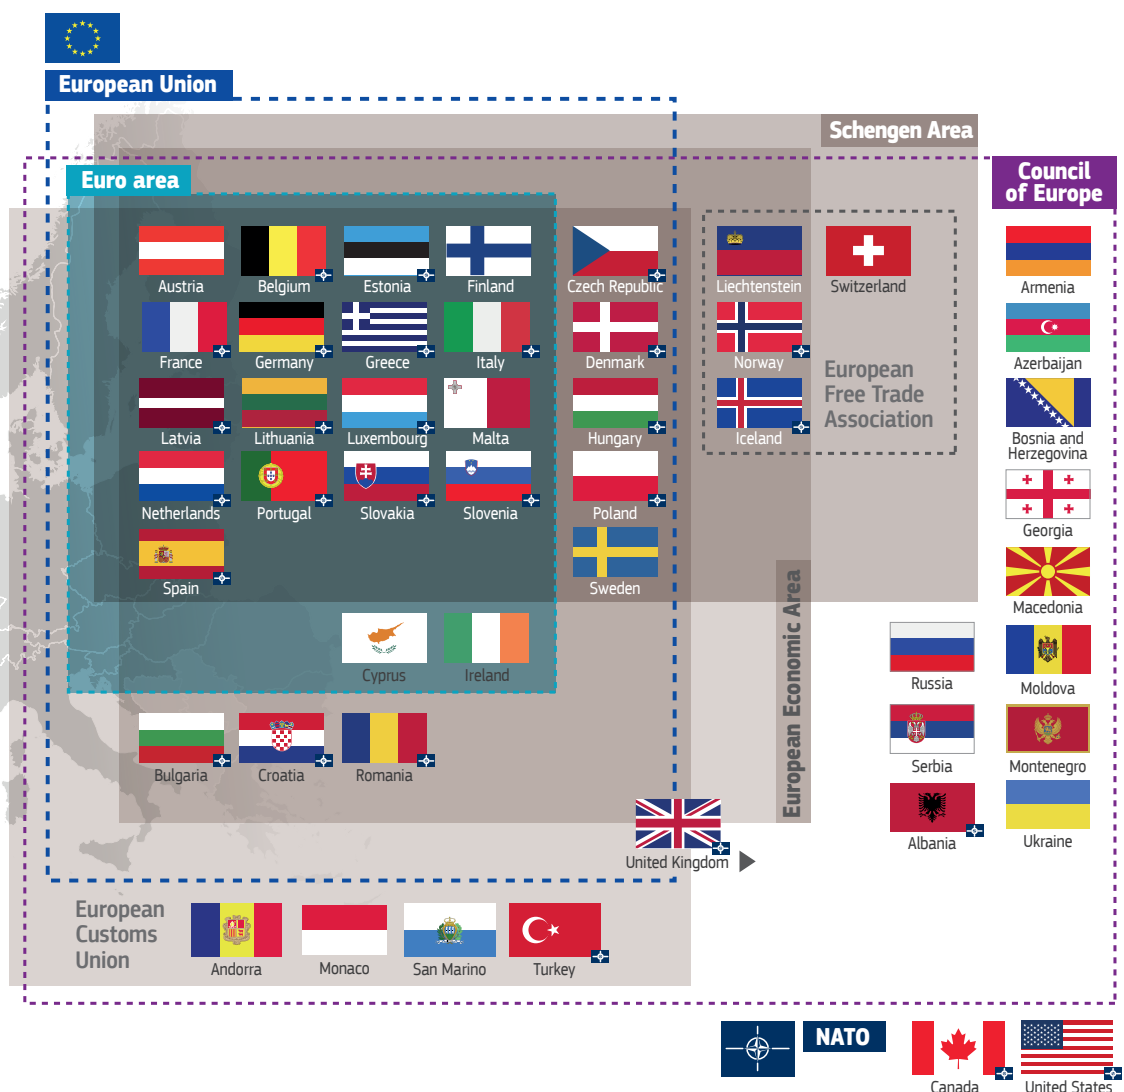 European Union
Schengen Area
Council
of Europe
Euro area
Austria
Belgium
Estonia
Finland
Czech Republic
Liechtenstein
Switzerland
Armenia
France
Germany
Greece
Italy
Denmark
Norway
European
Free Trade
Association
Azerbaijan
Latvia
Lithuania
Luxembourg
Malta
Hungary
Iceland
Bosnia and
Herzegovina
Netherlands
Portugal
Slovakia
Slovenia
Poland
Georgia
Spain
Sweden
European Economic Area
Macedonia
Cyprus
Ireland
Russia
Moldova
Bulgaria
Croatia
Romania
Serbia
Montenegro
United Kingdom
Albania
Ukraine
European
Customs
Union
Andorra
Monaco
San Marino
Turkey
NATO
Canada
United States